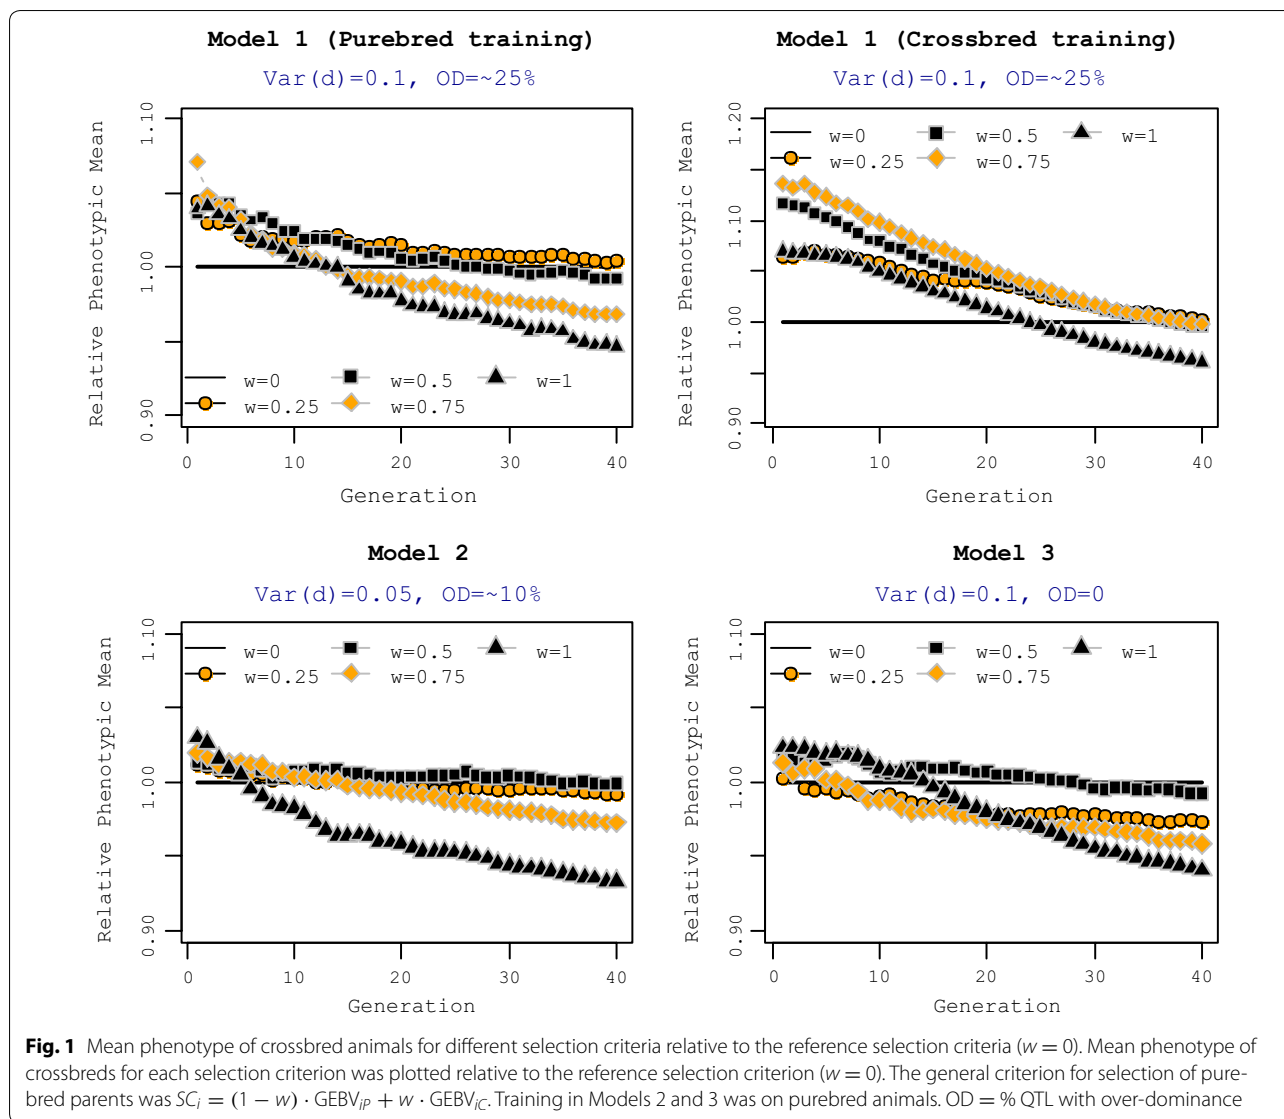 Model 1 (Purebred training)
Var(d)=0.1, OD=~25%
Relative Phenotypic Mean
1.10
1.00
0.90
w=0
w=0.5
w=1
w=0.25
w=0.75
0 10 20 30 40
Generation
Model 1 (Crossbred training)
Var(d)=0.1, OD=~25%
Relative Phenotypic Mean
1.20
1.10
1.00
0.90
w=0
w=0.5
w=1
w=0.25
w=0.75
0 10 20 30 40
Generation
Model 2
Var(d)=0.05, OD=~10%
Relative Phenotypic Mean
1.10
1.00
0.90
w=0
w=0.5
w=1
w=0.25
w=0.75
0 10 20 30 40
Generation
Model 3
Var(d)=0.1, OD=0
Relative Phenotypic Mean
1.10
1.00
0.90
w=0
w=0.5
w=1
w=0.25
w=0.75
0 10 20 30 40
Generation
Fig. 1 Mean phenotype of crossbred animals for different selection criteria relative to the reference selection criteria (w = 0). Mean phenotype of
crossbreds for each selection criterion was plotted relative to the reference selection criterion (w = 0). The general criterion for selection of pure-
bred parents was SCᵢ = (1 − w) · GEBVᵢP + w · GEBVᵢC. Training in Models 2 and 3 was on purebred animals. OD = % QTL with over-dominance